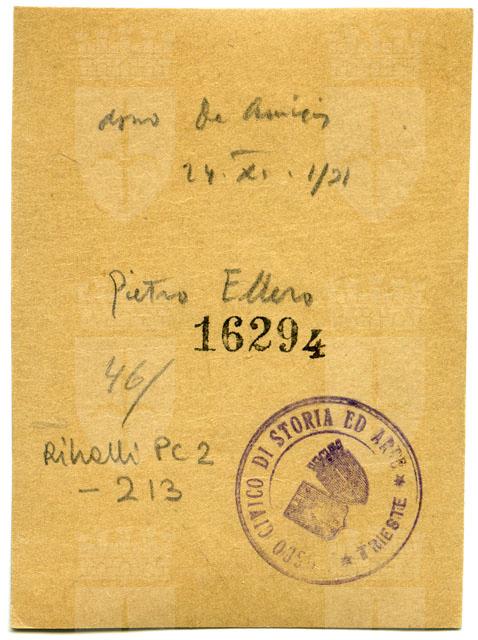 dono De Amicis
24. XI. 1921
Pietro Ellero
16294
46/
Ritratti PC 2
- 213
CIVICO DI STORIA ED ARTE * TRIESTE *